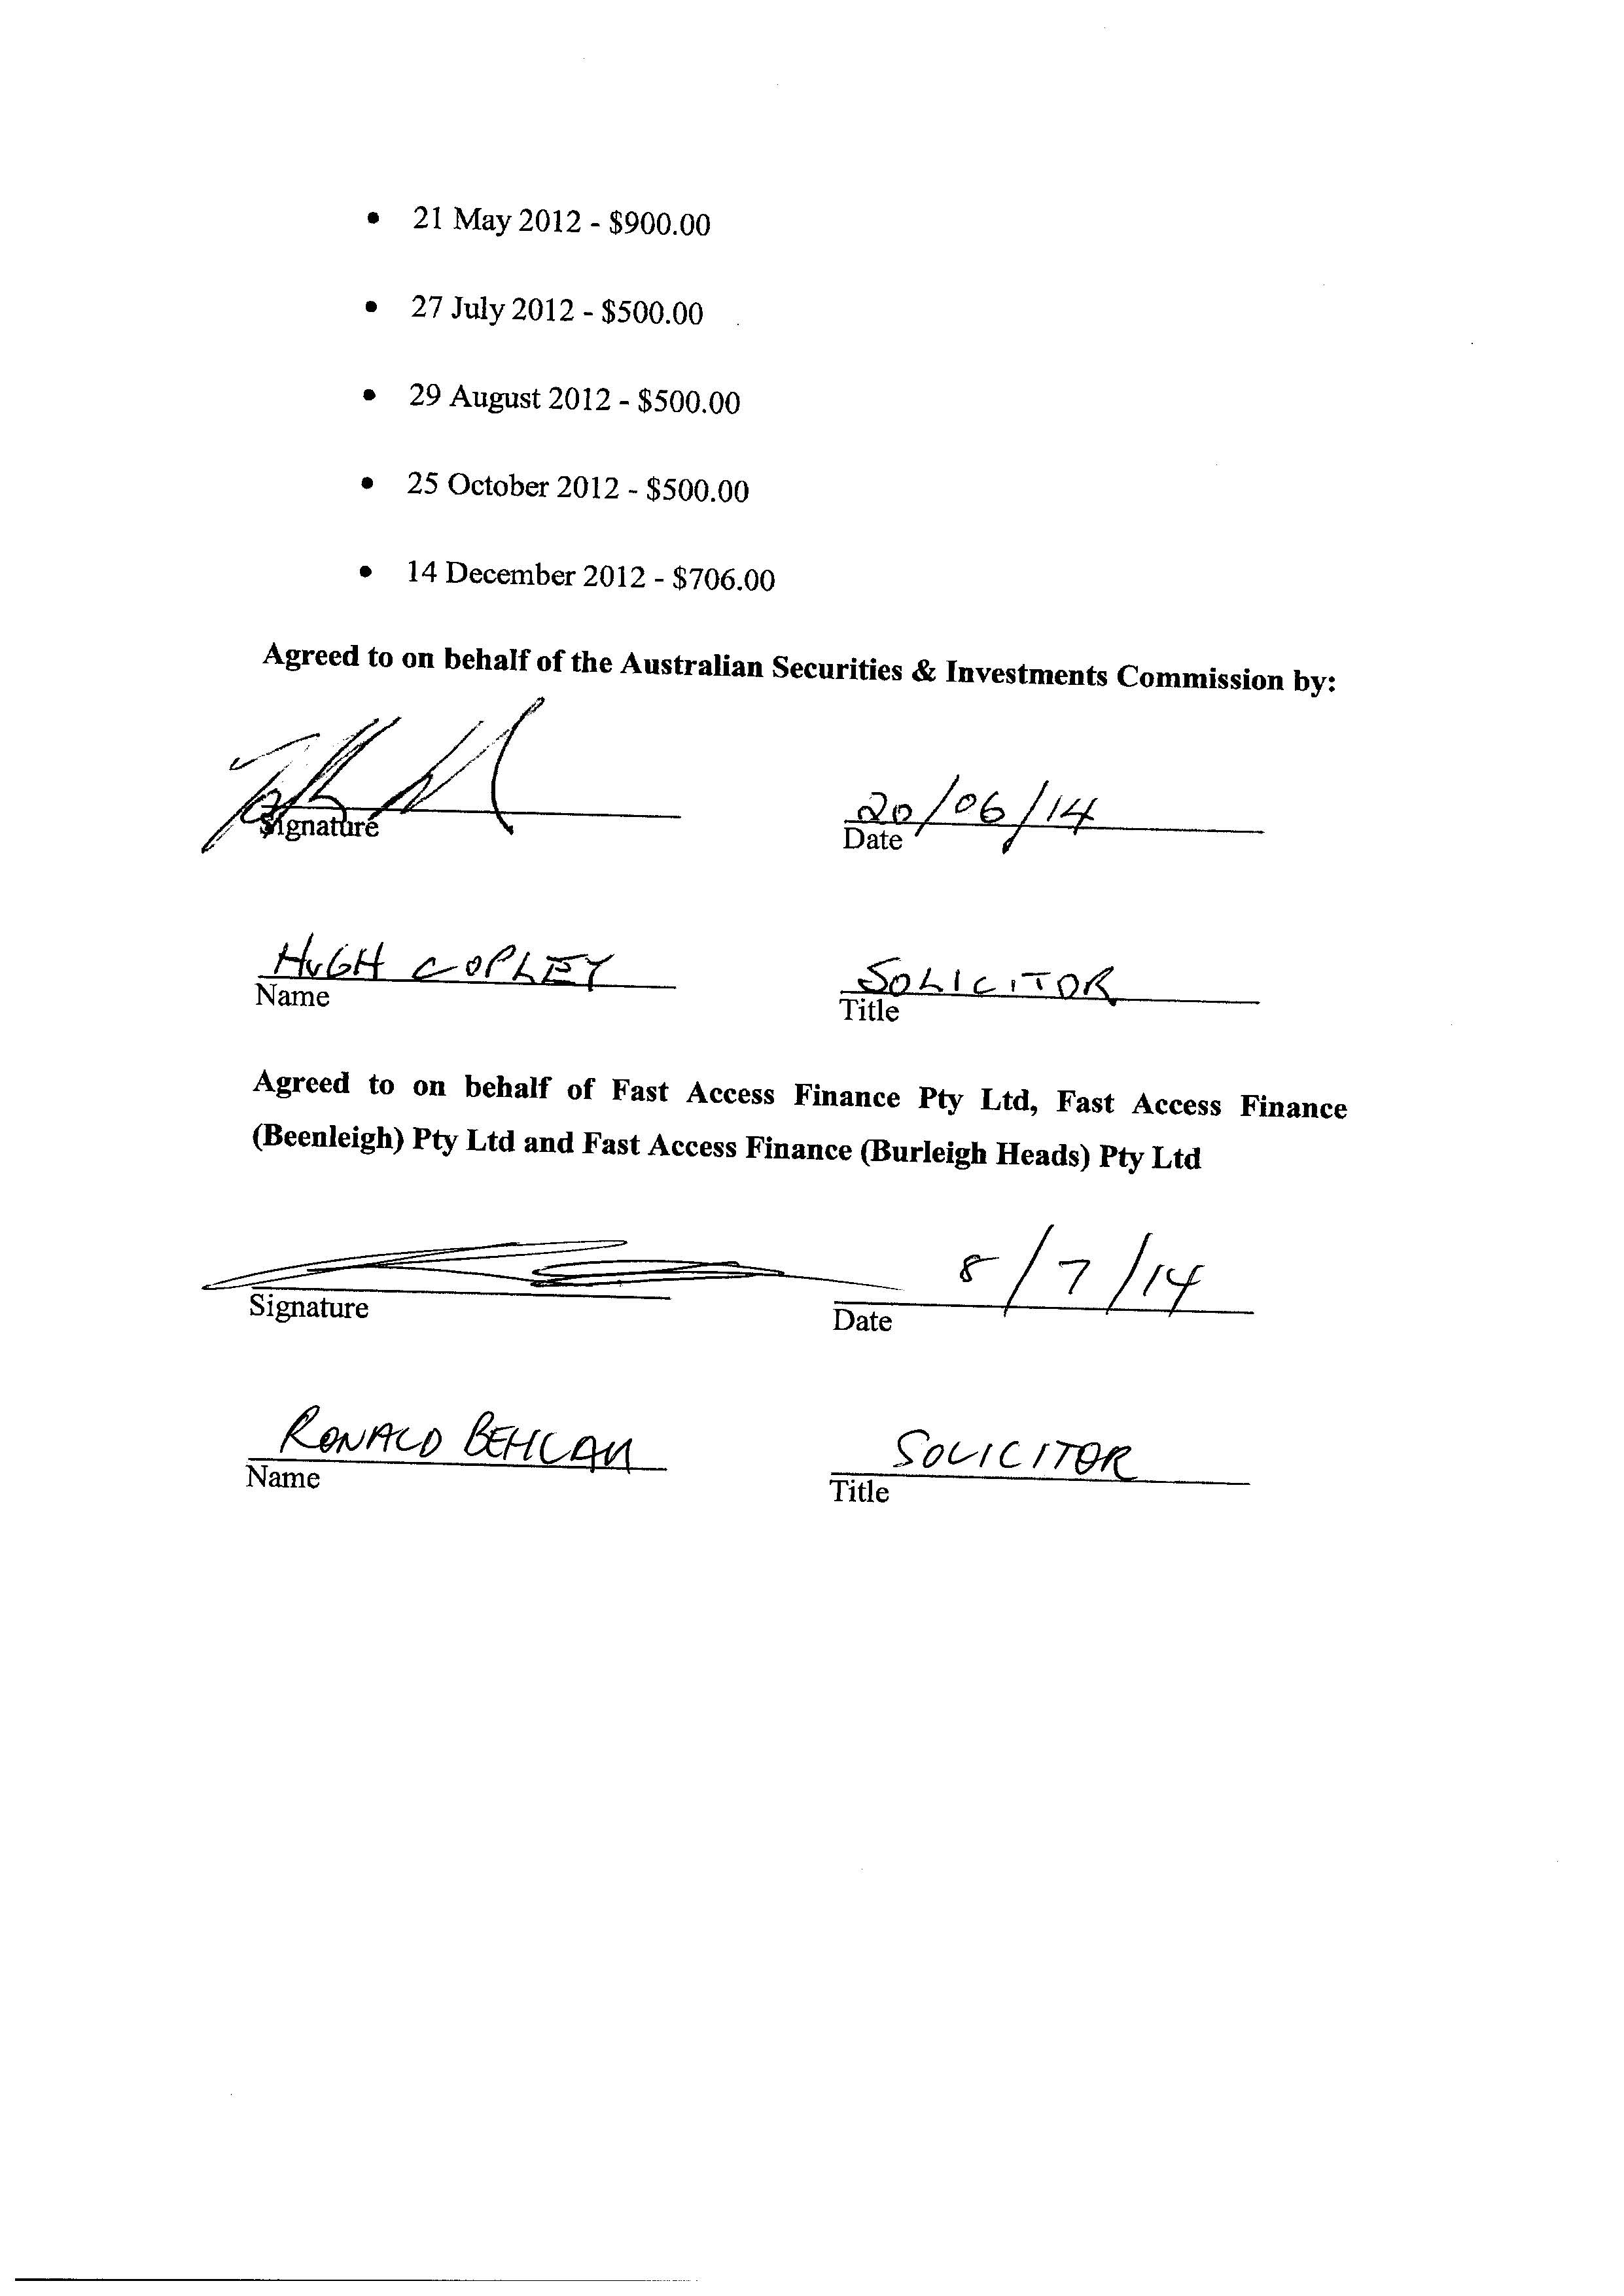 • 21 May 2012 - $900.00
• 27 July 2012 - $500.00
• 29 August 2012 - $500.00
• 25 October 2012 - $500.00
• 14 December 2012 - $706.00
Agreed to on behalf of the Australian Securities & Investments Commission by:
20/06/14
Signature Date
HUGH COPLEY SOLICITOR
Name Title
Agreed to on behalf of Fast Access Finance Pty Ltd, Fast Access Finance
(Beenleigh) Pty Ltd and Fast Access Finance (Burleigh Heads) Pty Ltd
8/7/14
Signature Date
RONALD BEHLAU SOLICITOR
Name Title